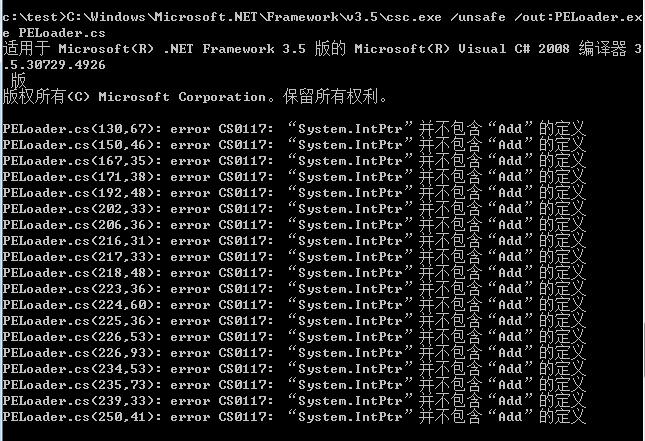 c:\test>C:\Windows\Microsoft.NET\Framework\v3.5\csc.exe /unsafe /out:PELoader.ex
e PELoader.cs
适用于 Microsoft(R) .NET Framework 3.5 版的 Microsoft(R) Visual C# 2008 编译器 3
.5.30729.4926
版
版权所有(C) Microsoft Corporation。保留所有权利。
PELoader.cs(130,67): error CS0117: “System.IntPtr”并不包含“Add”的定义
PELoader.cs(150,46): error CS0117: “System.IntPtr”并不包含“Add”的定义
PELoader.cs(167,35): error CS0117: “System.IntPtr”并不包含“Add”的定义
PELoader.cs(171,38): error CS0117: “System.IntPtr”并不包含“Add”的定义
PELoader.cs(192,48): error CS0117: “System.IntPtr”并不包含“Add”的定义
PELoader.cs(202,33): error CS0117: “System.IntPtr”并不包含“Add”的定义
PELoader.cs(206,36): error CS0117: “System.IntPtr”并不包含“Add”的定义
PELoader.cs(216,31): error CS0117: “System.IntPtr”并不包含“Add”的定义
PELoader.cs(217,33): error CS0117: “System.IntPtr”并不包含“Add”的定义
PELoader.cs(218,48): error CS0117: “System.IntPtr”并不包含“Add”的定义
PELoader.cs(223,36): error CS0117: “System.IntPtr”并不包含“Add”的定义
PELoader.cs(224,60): error CS0117: “System.IntPtr”并不包含“Add”的定义
PELoader.cs(225,36): error CS0117: “System.IntPtr”并不包含“Add”的定义
PELoader.cs(226,53): error CS0117: “System.IntPtr”并不包含“Add”的定义
PELoader.cs(226,93): error CS0117: “System.IntPtr”并不包含“Add”的定义
PELoader.cs(234,53): error CS0117: “System.IntPtr”并不包含“Add”的定义
PELoader.cs(235,73): error CS0117: “System.IntPtr”并不包含“Add”的定义
PELoader.cs(239,33): error CS0117: “System.IntPtr”并不包含“Add”的定义
PELoader.cs(250,41): error CS0117: “System.IntPtr”并不包含“Add”的定义